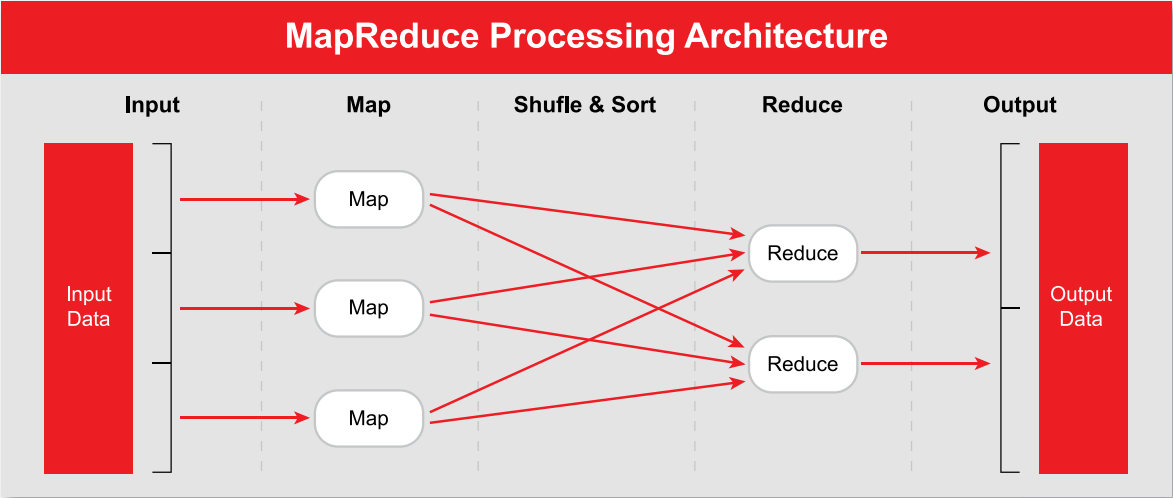 MapReduce Processing Architecture
Input
Map
Shufle & Sort
Reduce
Output
Input
Data
Map
Map
Map
Reduce
Reduce
Output
Data